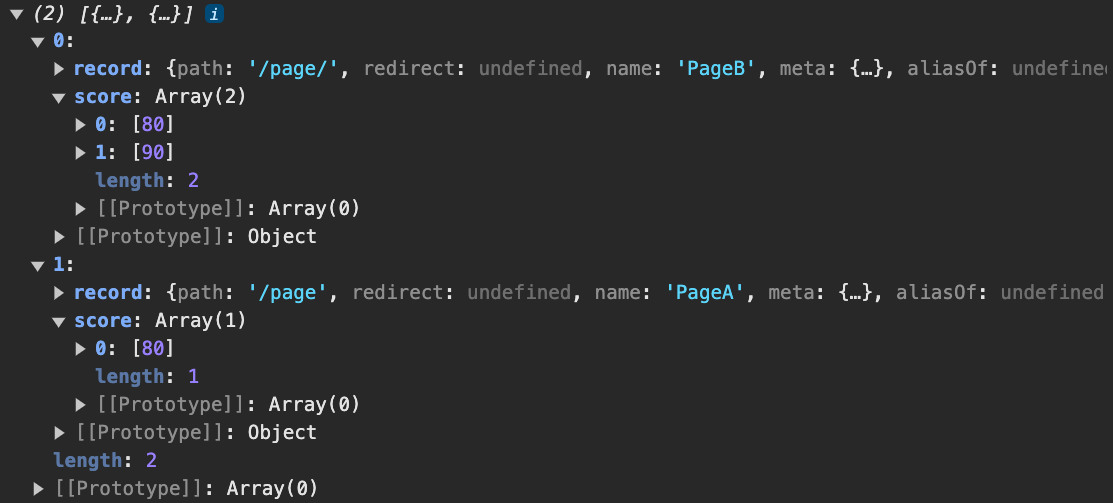 ▼ (2) [{…}, {…}] i
▼ 0:
▶ record: {path: '/page/', redirect: undefined, name: 'PageB', meta: {…}, aliasOf: undefined
▼ score: Array(2)
▶ 0: [80]
▶ 1: [90]
length: 2
▶ [[Prototype]]: Array(0)
▶ [[Prototype]]: Object
▼ 1:
▶ record: {path: '/page', redirect: undefined, name: 'PageA', meta: {…}, aliasOf: undefined
▼ score: Array(1)
▶ 0: [80]
length: 1
▶ [[Prototype]]: Array(0)
▶ [[Prototype]]: Object
length: 2
▶ [[Prototype]]: Array(0)